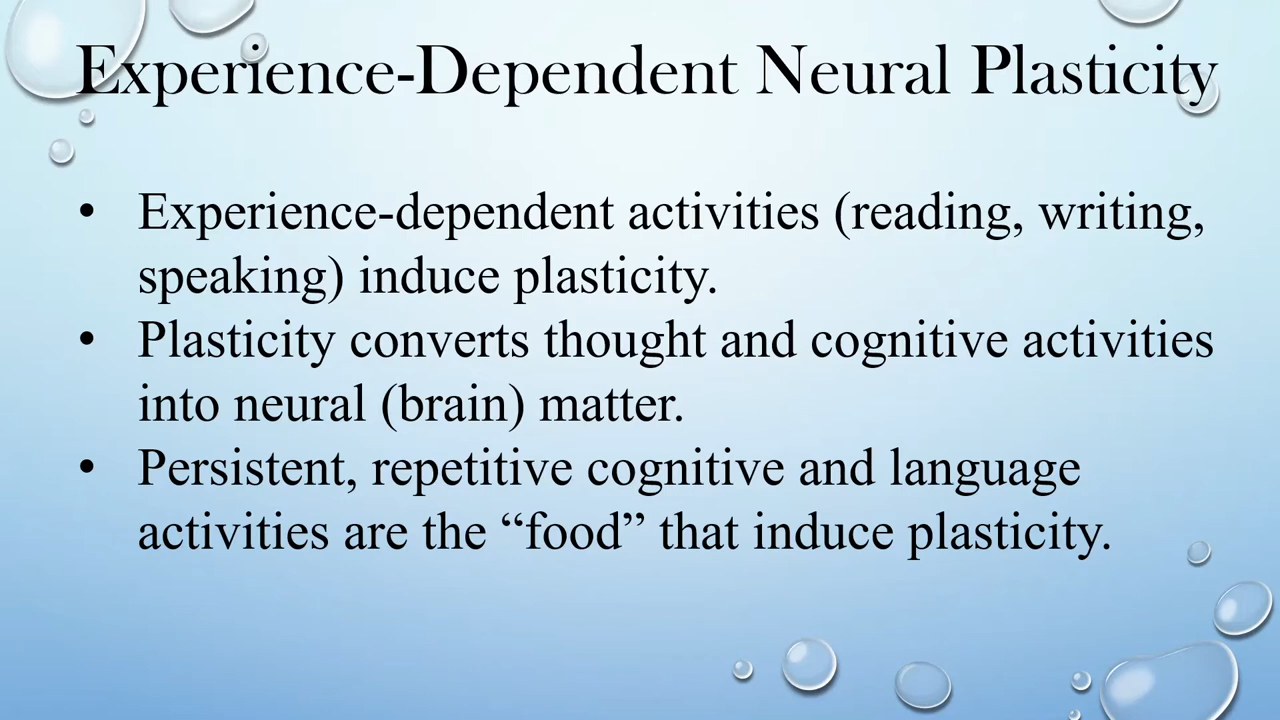 Experience-Dependent Neural Plasticity
• Experience-dependent activities (reading, writing,
speaking) induce plasticity.
• Plasticity converts thought and cognitive activities
into neural (brain) matter.
• Persistent, repetitive cognitive and language
activities are the “food” that induce plasticity.